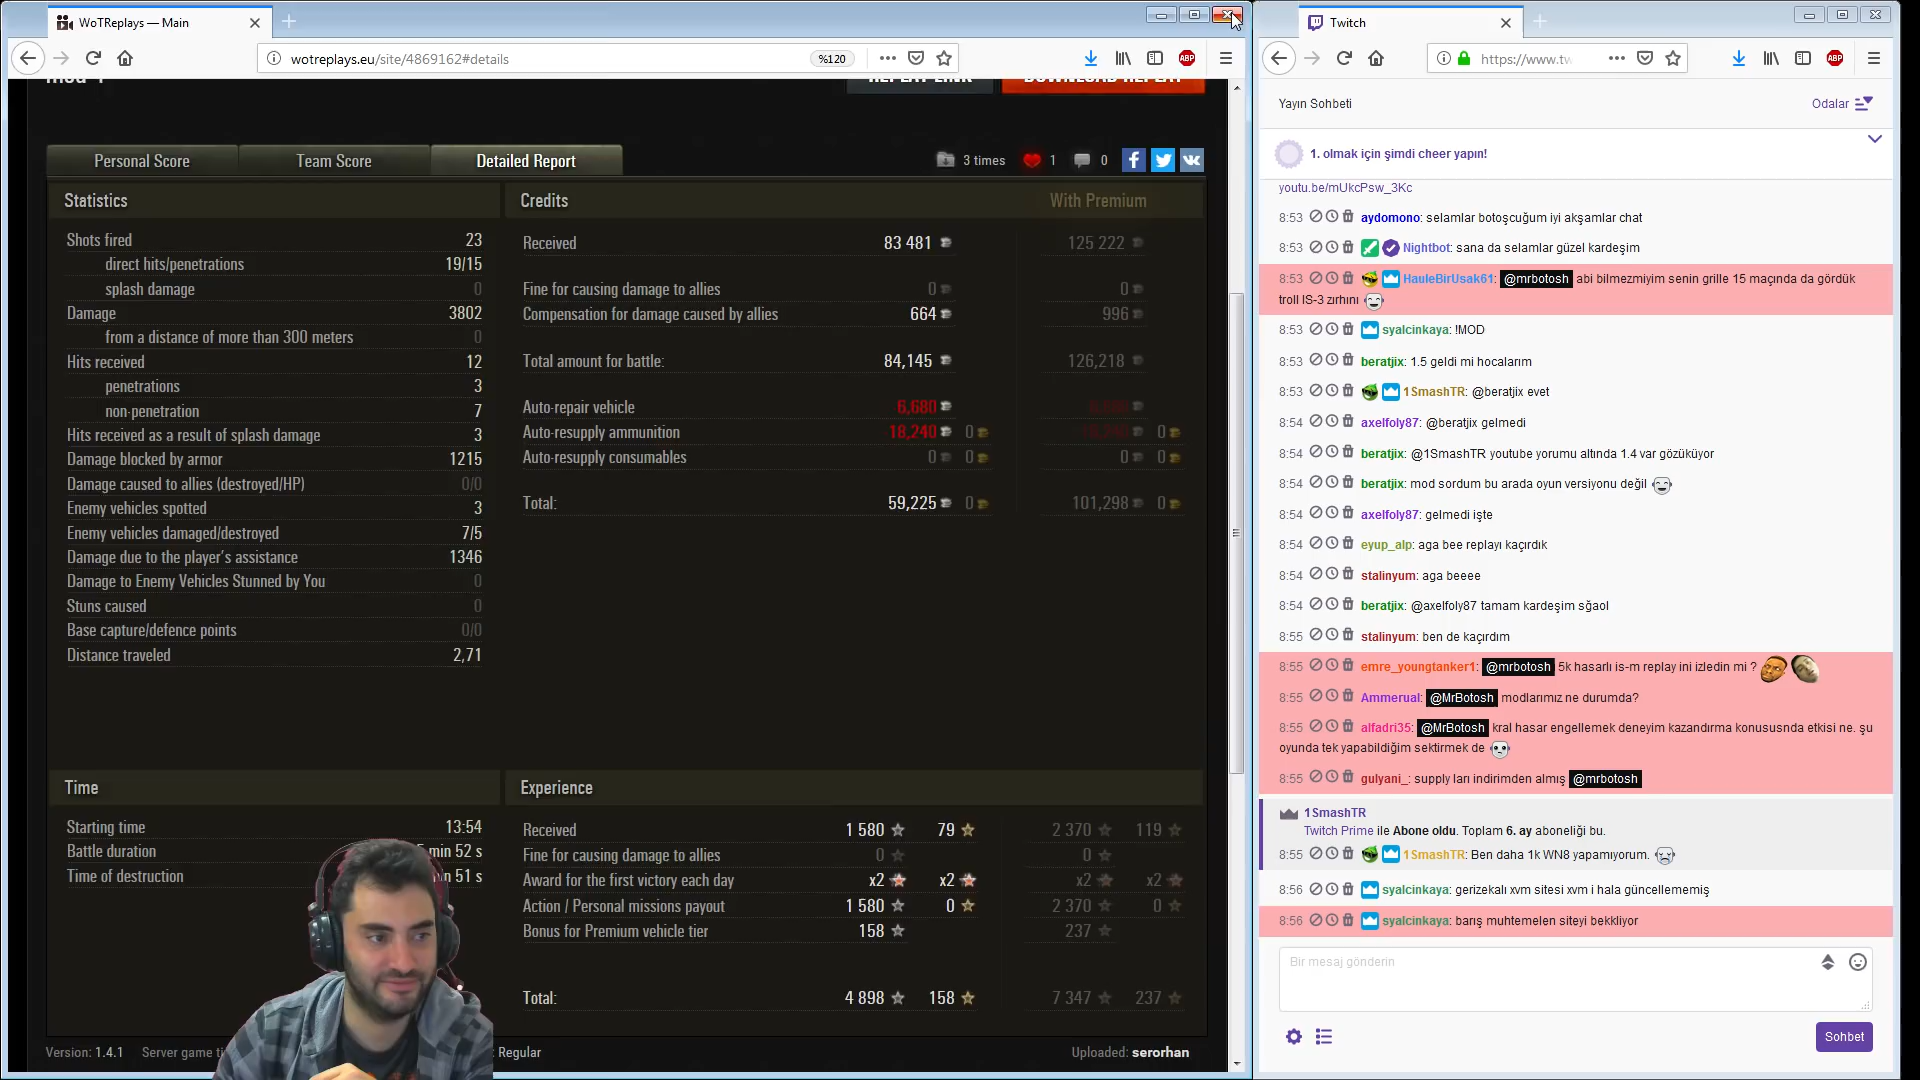 WoTReplays — Main
wotreplays.eu/site/4869162#details
%120
ABP
Personal Score
Team Score
Detailed Report
3 times
1
0
Statistics
Shots fired 23
direct hits/penetrations 19/15
splash damage 0
Damage 3802
from a distance of more than 300 meters 0
Hits received 12
penetrations 3
non-penetration 7
Hits received as a result of splash damage 3
Damage blocked by armor 1215
Damage caused to allies (destroyed/HP) 0/0
Enemy vehicles spotted 3
Enemy vehicles damaged/destroyed 7/5
Damage due to the player's assistance 1346
Damage to Enemy Vehicles Stunned by You 0
Stuns caused 0
Base capture/defence points 0/0
Distance traveled 2,71
Credits With Premium
Received 83 481 125 222
Fine for causing damage to allies 0 0
Compensation for damage caused by allies 664 996
Total amount for battle: 84,145 126,218
Auto-repair vehicle 6,680
Auto-resupply ammunition 18,240 0 0
Auto-resupply consumables 0 0 0 0
Total: 59,225 0 101,298 0
Time
Starting time 13:54
Battle duration min 52 s
Time of destruction 51 s
Experience
Received 1 580 79 2 370 119
Fine for causing damage to allies 0 0
Award for the first victory each day x2 x2 x2 x2
Action / Personal missions payout 1 580 0 2 370 0
Bonus for Premium vehicle tier 158 237
Total: 4 898 158 7 347 237
Version: 1.4.1
Server game
: Regular
Uploaded: serorhan
Twitch
https://www.tw
ABP
Yayın Sohbeti
Odalar
1. olmak için şimdi cheer yapın!
youtu.be/mUkcPsw_3Kc
8:53 aydomono: selamlar botoşcuğum iyi akşamlar chat
8:53 Nightbot: sana da selamlar güzel kardeşim
8:53 HauleBirUsak61: @mrbotosh abi bilmezmiyim senin grille 15 maçında da gördük
troll IS-3 zırhını
8:53 syalcinkaya: !MOD
8:53 beratjix: 1.5 geldi mi hocalarım
8:53 1SmashTR: @beratjix evet
8:54 axelfoly87: @beratjix gelmedi
8:54 beratjix: @1SmashTR youtube yorumu altında 1.4 var gözüküyor
8:54 beratjix: mod sordum bu arada oyun versiyonu değil
8:54 axelfoly87: gelmedi işte
8:54 eyup_alp: aga bee replayı kaçırdık
8:54 stalinyum: aga beeee
8:54 beratjix: @axelfoly87 tamam kardeşim sğaol
8:55 stalinyum: ben de kaçırdım
8:55 emre_youngtanker1: @mrbotosh 5k hasarlı is-m replay ini izledin mi ?
8:55 Ammerual: @MrBotosh modlarımız ne durumda?
8:55 alfadri35: @MrBotosh kral hasar engellemek deneyim kazandırma konususnda etkisi ne. şu
oyunda tek yapabildiğim sektirmek de
8:55 gulyani_: supply ları indirimden almış @mrbotosh
1SmashTR
Twitch Prime ile Abone oldu. Toplam 6. ay aboneliği bu.
8:55 1SmashTR: Ben daha 1k WN8 yapamıyorum.
8:56 syalcinkaya: gerizekalı xvm sitesi xvm i hala güncellememiş
8:56 syalcinkaya: barış muhtemelen siteyi bekkliyor
Bir mesaj gönderin
Sohbet